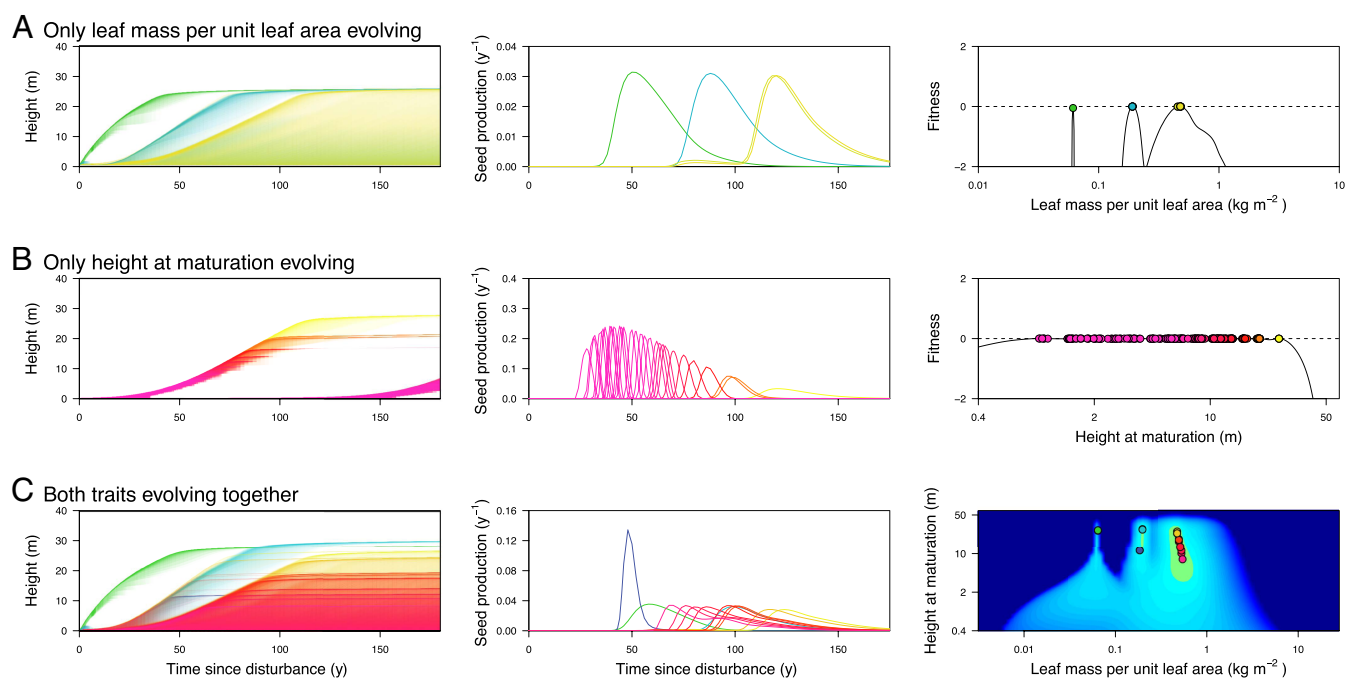 A Only leaf mass per unit leaf area evolving
Height (m)
40
30
20
10
0
0 50 100 150
Seed production (y−1)
0.04
0.03
0.02
0.01
0.00
0 50 100 150
Fitness
2
0
−2
0.01 0.1 1 10
Leaf mass per unit leaf area (kg m−2 )
B Only height at maturation evolving
Height (m)
40
30
20
10
0
0 50 100 150
Seed production (y−1)
0.4
0.3
0.2
0.1
0.0
0 50 100 150
Fitness
2
0
−2
0.4 2 10 50
Height at maturation (m)
C Both traits evolving together
Height (m)
40
30
20
10
0
0 50 100 150
Time since disturbance (y)
Seed production (y−1)
0.16
0.12
0.08
0.04
0.00
0 50 100 150
Time since disturbance (y)
Height at maturation (m)
50
10
2
0.4
0.01 0.1 1 10
Leaf mass per unit leaf area (kg m−2 )